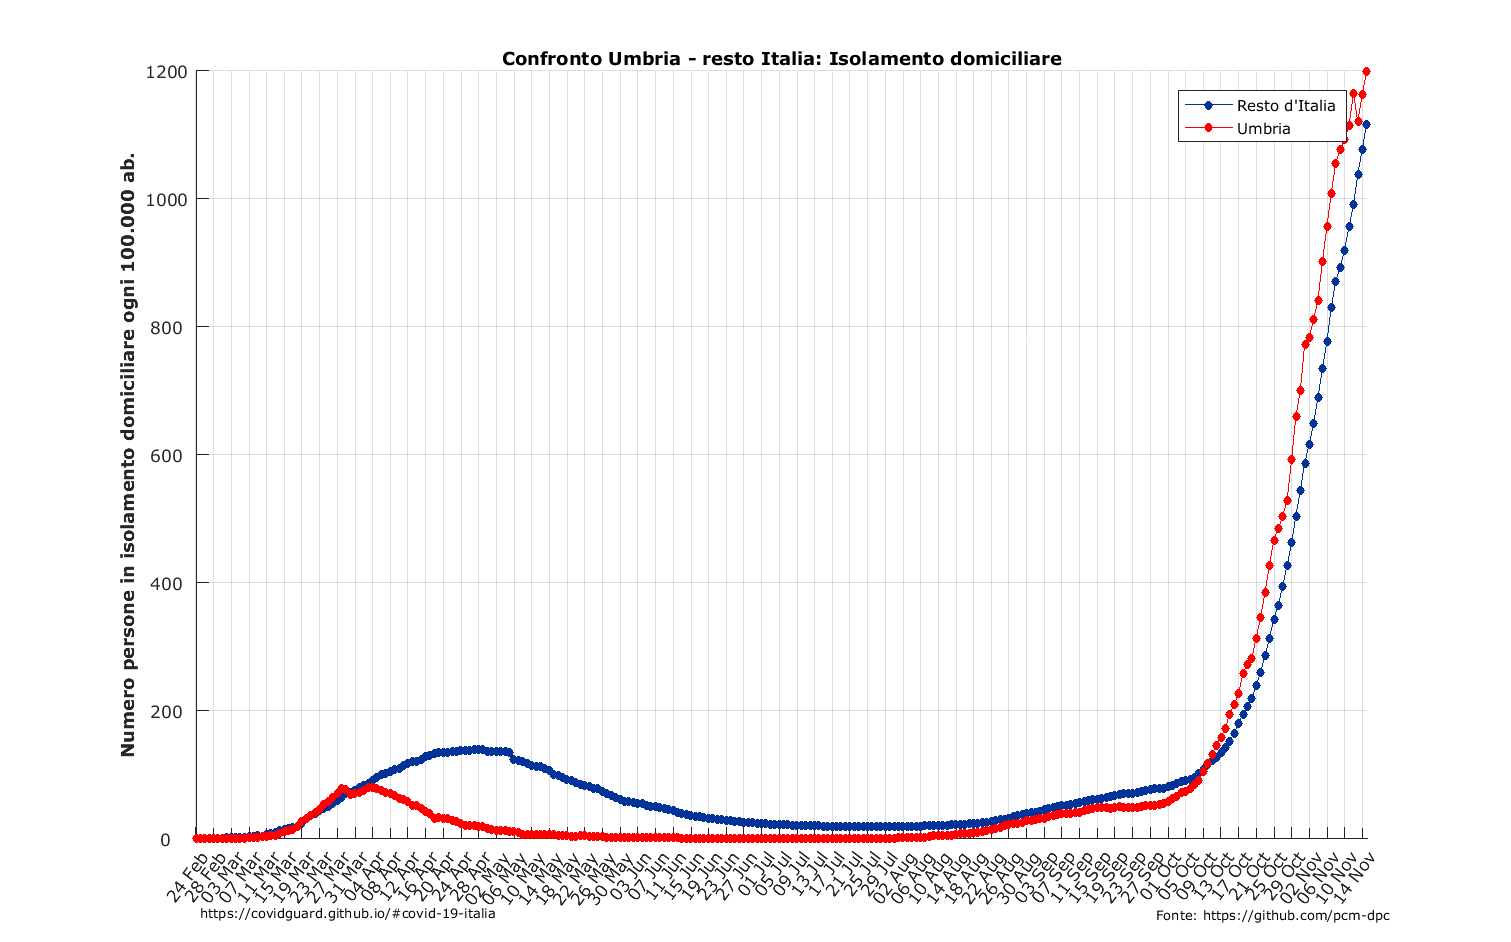 Confronto Umbria - resto Italia: Isolamento domiciliare
Numero persone in isolamento domiciliare ogni 100.000 ab.
1200
1000
800
600
400
200
0
Resto d'Italia
Umbria
24 Feb
28 Feb
03 Mar
07 Mar
11 Mar
15 Mar
19 Mar
23 Mar
27 Mar
31 Mar
04 Apr
08 Apr
12 Apr
16 Apr
20 Apr
24 Apr
28 Apr
02 May
06 May
10 May
14 May
18 May
22 May
26 May
30 May
03 Jun
07 Jun
11 Jun
15 Jun
19 Jun
23 Jun
27 Jun
01 Jul
05 Jul
09 Jul
13 Jul
17 Jul
21 Jul
25 Jul
29 Jul
02 Aug
06 Aug
10 Aug
14 Aug
18 Aug
22 Aug
26 Aug
30 Aug
03 Sep
07 Sep
11 Sep
15 Sep
19 Sep
23 Sep
27 Sep
01 Oct
05 Oct
09 Oct
13 Oct
17 Oct
21 Oct
25 Oct
29 Oct
02 Nov
06 Nov
10 Nov
14 Nov
https://covidguard.github.io/#covid-19-italia
Fonte: https://github.com/pcm-dpc